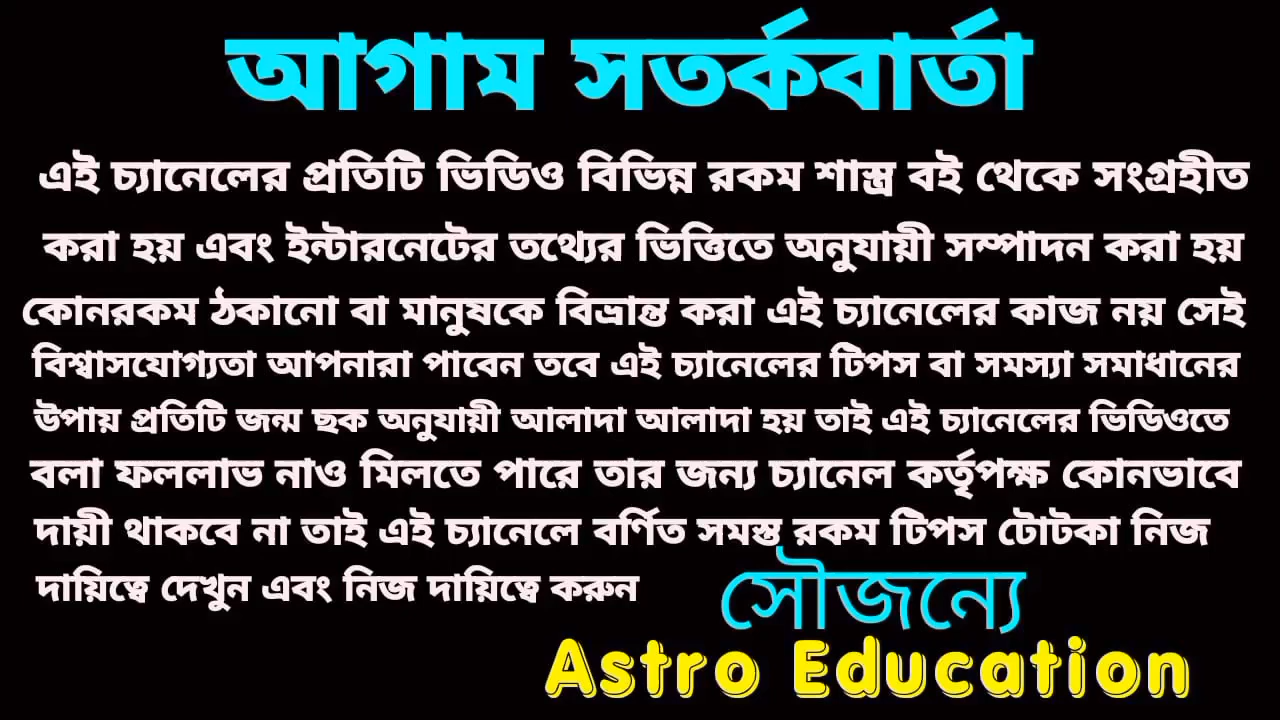 আগাম সতর্কবার্তা
এই চ্যানেলের প্রতিটি ভিডিও বিভিন্ন রকম শাস্ত্র বই থেকে সংগ্রহীত
করা হয় এবং ইন্টারনেটের তথ্যের ভিত্তিতে অনুযায়ী সম্পাদন করা হয়
কোনরকম ঠকানো বা মানুষকে বিভ্রান্ত করা এই চ্যানেলের কাজ নয় সেই
বিশ্বাসযোগ্যতা আপনারা পাবেন তবে এই চ্যানেলের টিপস বা সমস্যা সমাধানের
উপায় প্রতিটি জন্ম ছক অনুযায়ী আলাদা আলাদা হয় তাই এই চ্যানেলের ভিডিওতে
বলা ফললাভ নাও মিলতে পারে তার জন্য চ্যানেল কর্তৃপক্ষ কোনভাবে
দায়ী থাকবে না তাই এই চ্যানেলে বর্ণিত সমস্ত রকম টিপস টোটকা নিজ
দায়িত্বে দেখুন এবং নিজ দায়িত্বে করুন
সৌজন্যে
Astro Education